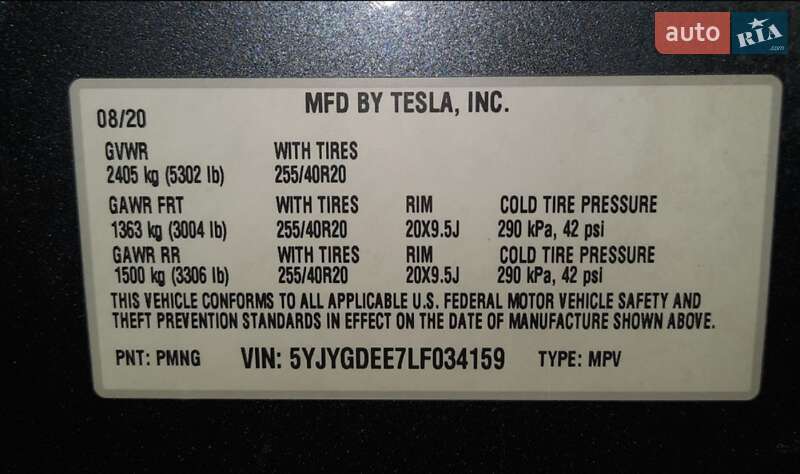 auto RIA.com
MFD BY TESLA, INC.
08/20
GVWR WITH TIRES
2405 kg (5302 lb) 255/40R20
GAWR FRT WITH TIRES RIM COLD TIRE PRESSURE
1363 kg (3004 lb) 255/40R20 20X9.5J 290 kPa, 42 psi
GAWR RR WITH TIRES RIM COLD TIRE PRESSURE
1500 kg (3306 lb) 255/40R20 20X9.5J 290 kPa, 42 psi
THIS VEHICLE CONFORMS TO ALL APPLICABLE U.S. FEDERAL MOTOR VEHICLE SAFETY AND
THEFT PREVENTION STANDARDS IN EFFECT ON THE DATE OF MANUFACTURE SHOWN ABOVE.
PNT: PMNG VIN: 5YJYGDEE7LF034159 TYPE: MPV